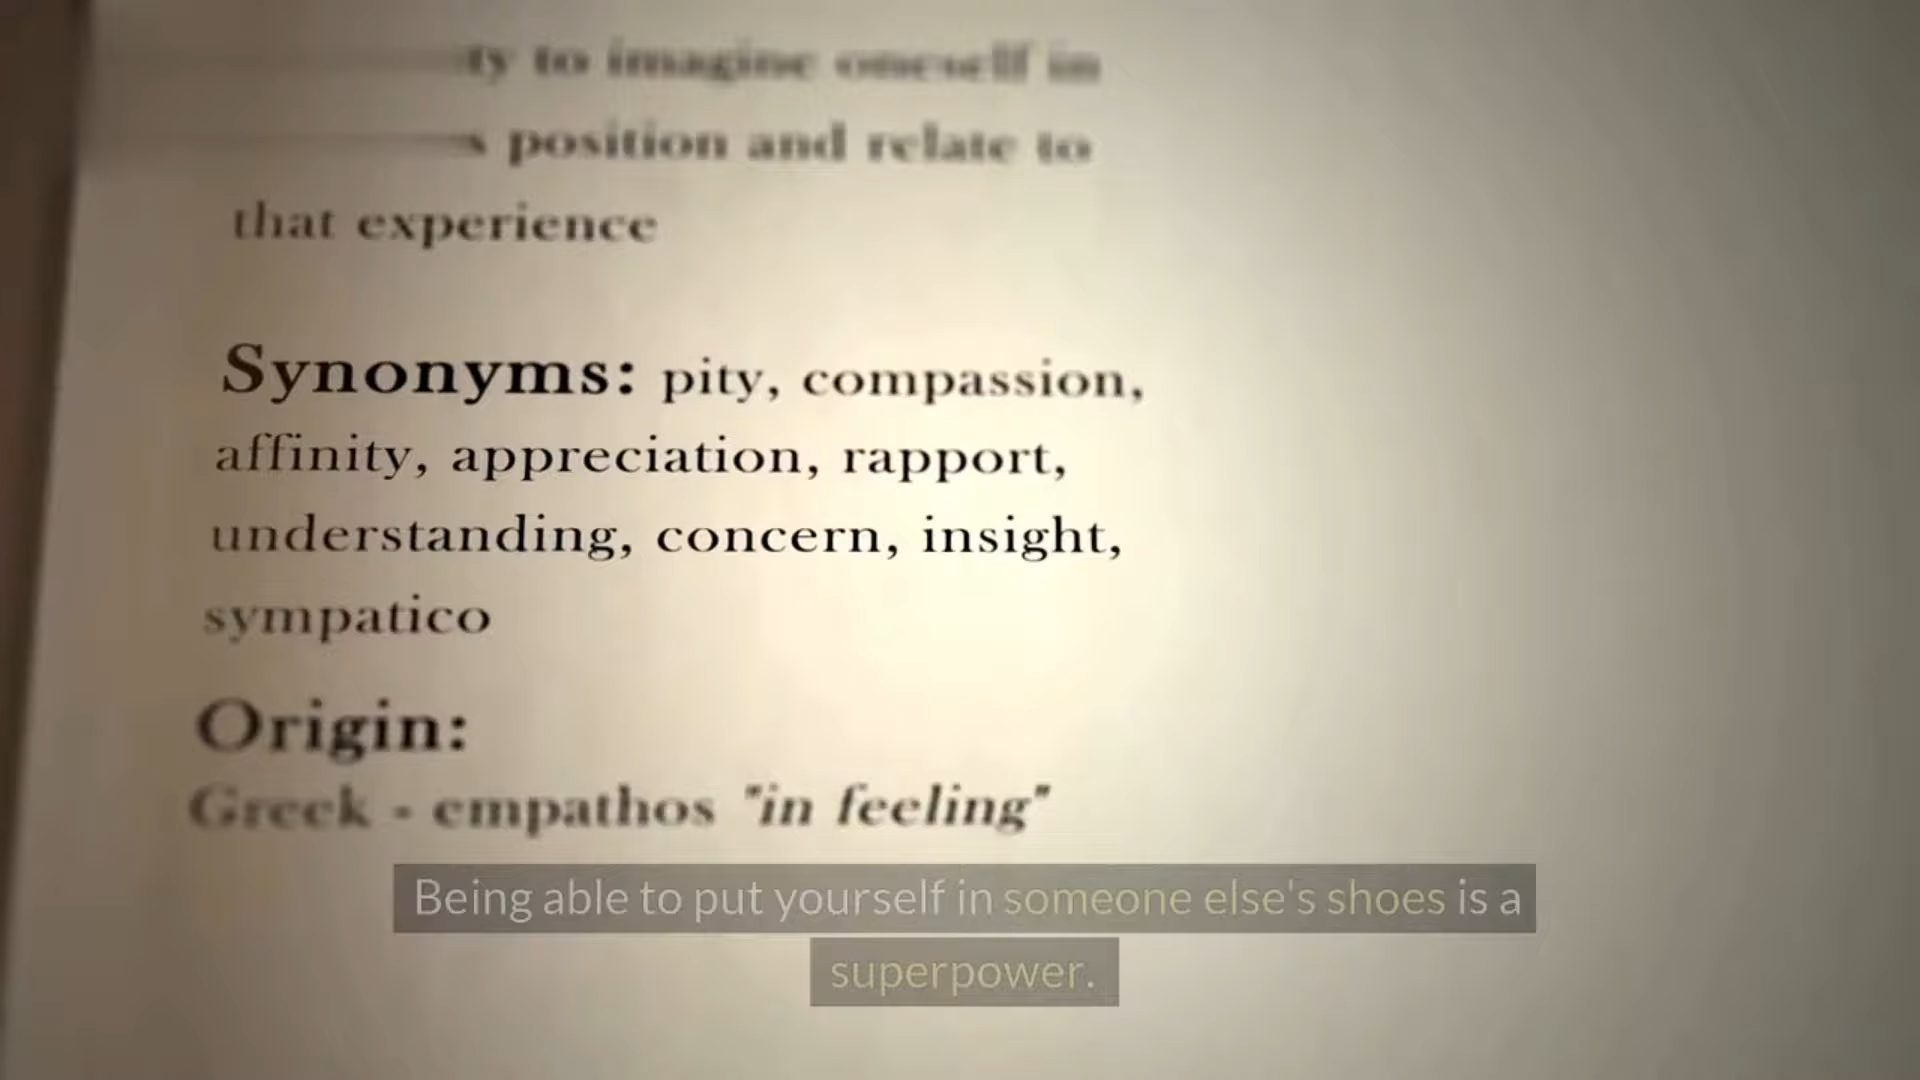 to imagine oneself in
position and relate to
that experience
Synonyms: pity, compassion,
affinity, appreciation, rapport,
understanding, concern, insight,
sympatico
Origin:
Greek - empathos "in feeling"
Being able to put yourself in someone else's shoes is a
superpower.